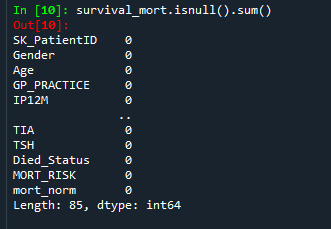 In [10]: survival_mort.isnull().sum()
Out[10]:
SK_PatientID 0
Gender 0
Age 0
GP_PRACTICE 0
IP12M 0
..
TIA 0
TSH 0
Died_Status 0
MORT_RISK 0
mort_norm 0
Length: 85, dtype: int64